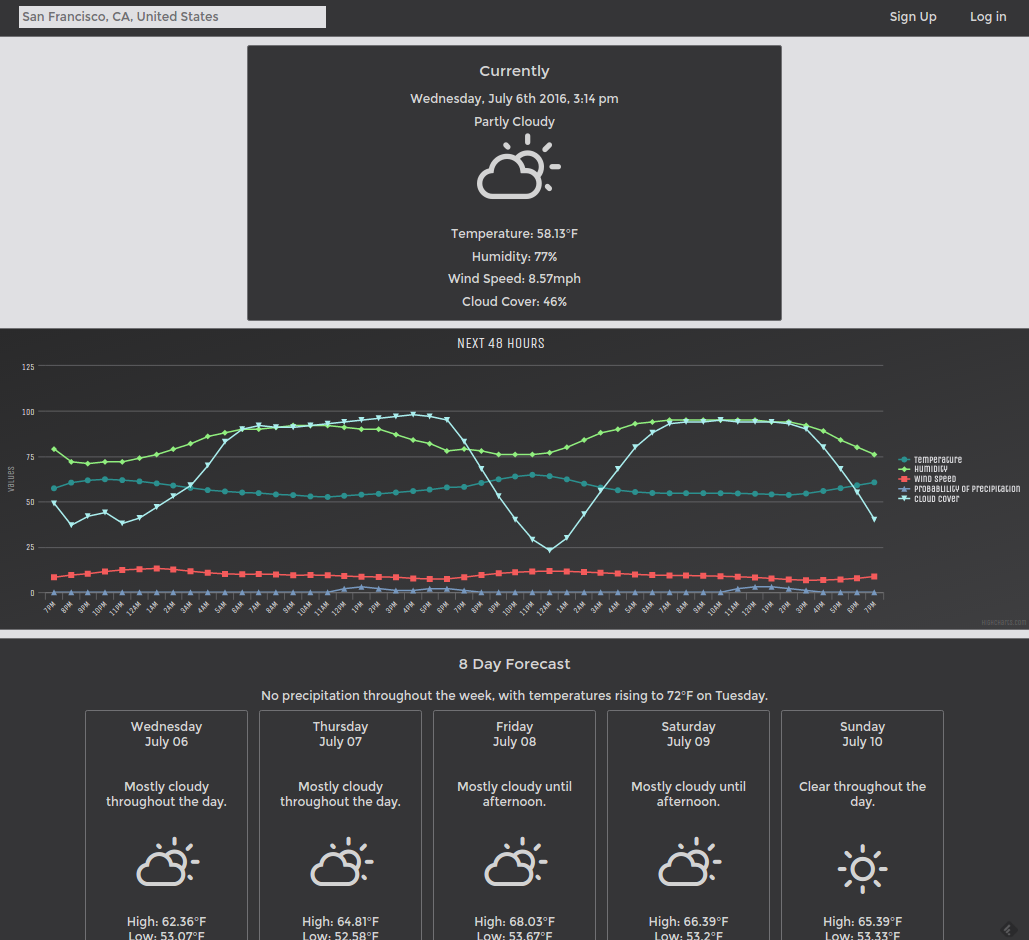 San Francisco, CA, United States
Sign Up
Log in
Currently
Wednesday, July 6th 2016, 3:14 pm
Partly Cloudy
Temperature: 58.13°F
Humidity: 77%
Wind Speed: 8.57mph
Cloud Cover: 46%
NEXT 48 HOURS
125
100
75
50
25
0
Values
7PM 8PM 9PM 10PM 11PM 12AM 1AM 2AM 3AM 4AM 5AM 6AM 7AM 8AM 9AM 10AM 11AM 12PM 1PM 2PM 3PM 4PM 5PM 6PM 7PM 8PM 9PM 10PM 11PM 12AM 1AM 2AM 3AM 4AM 5AM 6AM 7AM 8AM 9AM 10AM 11AM 12PM 1PM 2PM 3PM 4PM 5PM 6PM 7PM
Temperature
Humidity
Wind Speed
Probability of Precipitation
Cloud Cover
Highcharts.com
8 Day Forecast
No precipitation throughout the week, with temperatures rising to 72°F on Tuesday.
Wednesday
July 06
Mostly cloudy
throughout the day.
High: 62.36°F
Low: 53.07°F
Thursday
July 07
Mostly cloudy
throughout the day.
High: 64.81°F
Low: 52.58°F
Friday
July 08
Mostly cloudy until
afternoon.
High: 68.03°F
Low: 53.67°F
Saturday
July 09
Mostly cloudy until
afternoon.
High: 66.39°F
Low: 53.2°F
Sunday
July 10
Clear throughout the
day.
High: 65.39°F
Low: 53.33°F